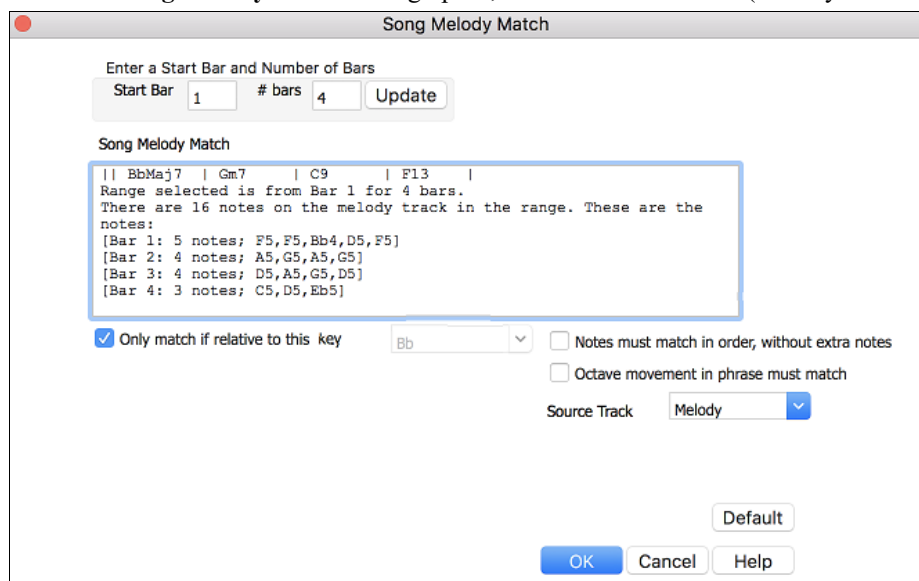 Song Melody Match
Enter a Start Bar and Number of Bars
Start Bar 1 # bars 4 Update
Song Melody Match
|| BbMaj7 | Gm7 | C9 | F13 |
Range selected is from Bar 1 for 4 bars.
There are 16 notes on the melody track in the range. These are the
notes:
[Bar 1: 5 notes; F5,F5,Bb4,D5,F5]
[Bar 2: 4 notes; A5,G5,A5,G5]
[Bar 3: 4 notes; D5,A5,G5,D5]
[Bar 4: 3 notes; C5,D5,Eb5]
Only match if relative to this key Bb
Notes must match in order, without extra notes
Octave movement in phrase must match
Source Track Melody
Default
OK Cancel Help